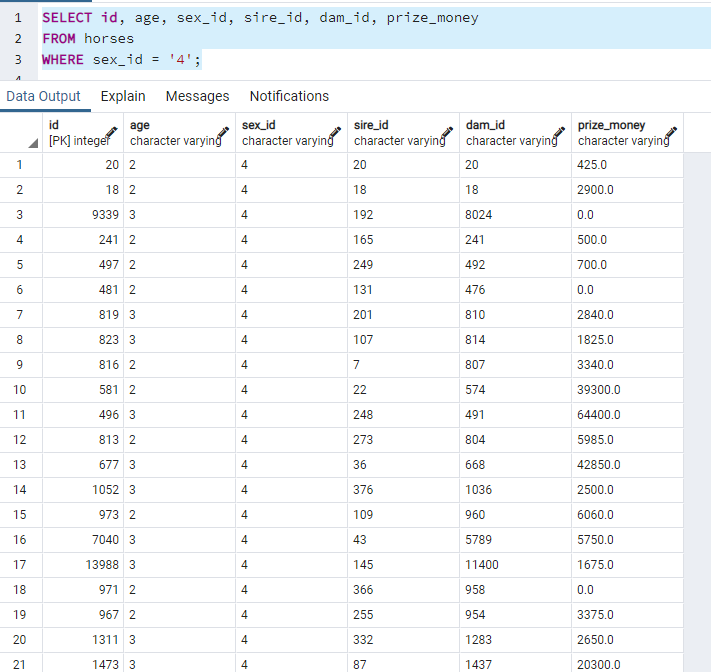 1 SELECT id, age, sex_id, sire_id, dam_id, prize_money
2 FROM horses
3 WHERE sex_id = '4';
Data Output Explain Messages Notifications
id age sex_id sire_id dam_id prize_money
[PK] integer character varying character varying character varying character varying character varying
1 20 2 4 20 20 425.0
2 18 2 4 18 18 2900.0
3 9339 3 4 192 8024 0.0
4 241 2 4 165 241 500.0
5 497 2 4 249 492 700.0
6 481 2 4 131 476 0.0
7 819 3 4 201 810 2840.0
8 823 3 4 107 814 1825.0
9 816 2 4 7 807 3340.0
10 581 2 4 22 574 39300.0
11 496 3 4 248 491 64400.0
12 813 2 4 273 804 5985.0
13 677 3 4 36 668 42850.0
14 1052 3 4 376 1036 2500.0
15 973 2 4 109 960 6060.0
16 7040 3 4 43 5789 5750.0
17 13988 3 4 145 11400 1675.0
18 971 2 4 366 958 0.0
19 967 2 4 255 954 3375.0
20 1311 3 4 332 1283 2650.0
21 1473 3 4 87 1437 20300.0